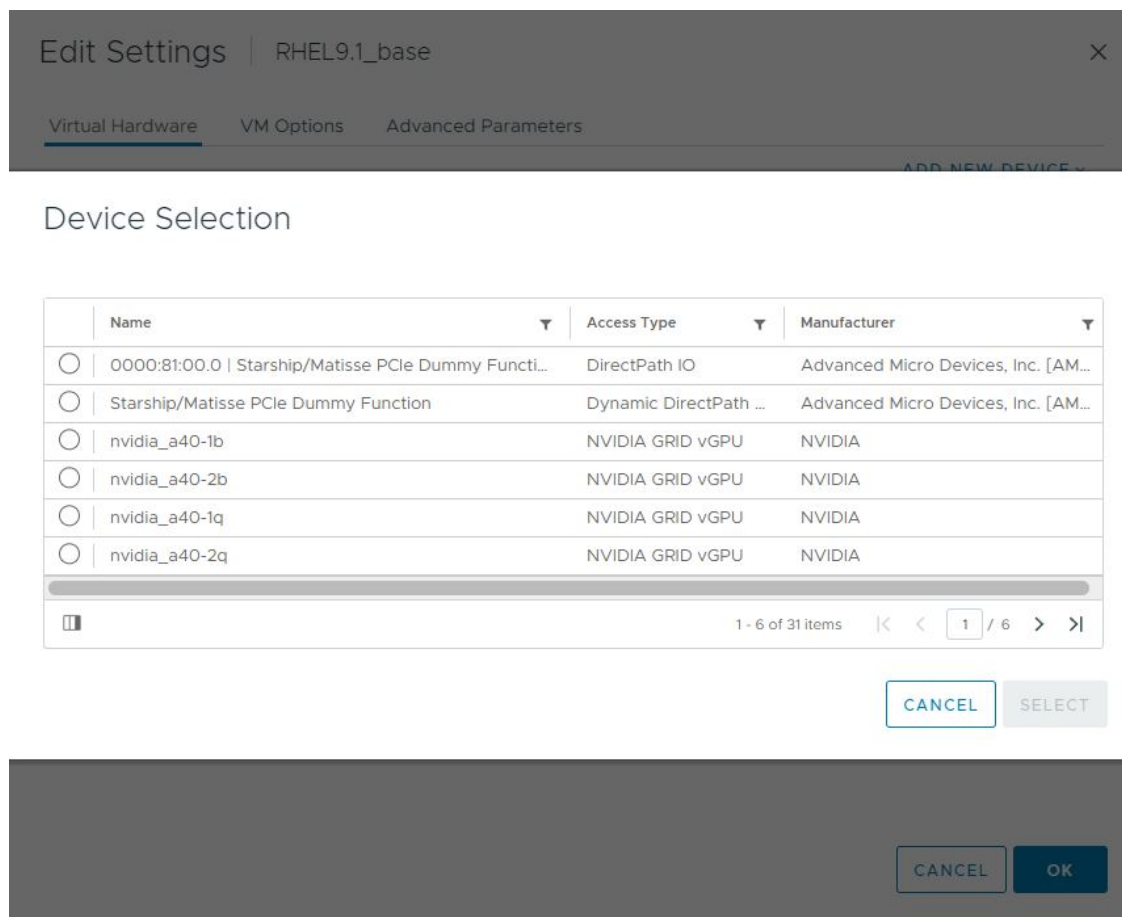 Edit Settings RHEL9.1_base
Virtual Hardware VM Options Advanced Parameters
ADD NEW DEVICE
Device Selection
Name Access Type Manufacturer
0000:81:00.0 | Starship/Matisse PCIe Dummy Functi... DirectPath IO Advanced Micro Devices, Inc. [AM...
Starship/Matisse PCIe Dummy Function Dynamic DirectPath ... Advanced Micro Devices, Inc. [AM...
nvidia_a40-1b NVIDIA GRID vGPU NVIDIA
nvidia_a40-2b NVIDIA GRID vGPU NVIDIA
nvidia_a40-1q NVIDIA GRID vGPU NVIDIA
nvidia_a40-2q NVIDIA GRID vGPU NVIDIA
1 - 6 of 31 items 1 / 6
CANCEL SELECT
CANCEL OK